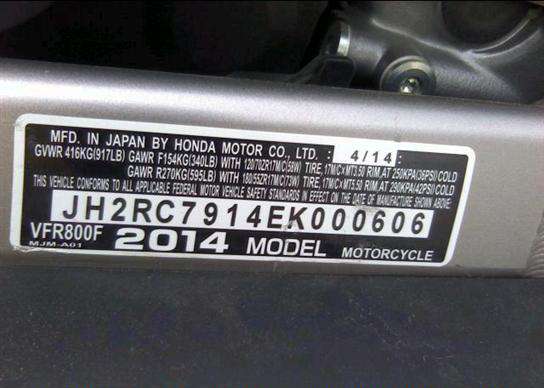 MFD. IN JAPAN BY HONDA MOTOR CO., LTD. 4/14
GVWR 416KG(917LB) GAWR F154KG(340LB) WITH 120/70ZR17M/C(58W) TIRE, 17M/C×MT3.50 RIM, AT 250KPA(36PSI)COLD
GAWR R270KG(595LB) WITH 180/55ZR17M/C(73W) TIRE, 17M/C×MT5.50 RIM, AT 290KPA(42PSI)COLD
THIS VEHICLE CONFORMS TO ALL APPLICABLE FEDERAL MOTOR
VEHICLE SAFETY STANDARDS IN EFFECT ON THE DATE OF MANUFACTURE SHOWN ABOVE.
JH2RC7914EK000606
VFR800F 2014 MODEL MOTORCYCLE
MJM-A01